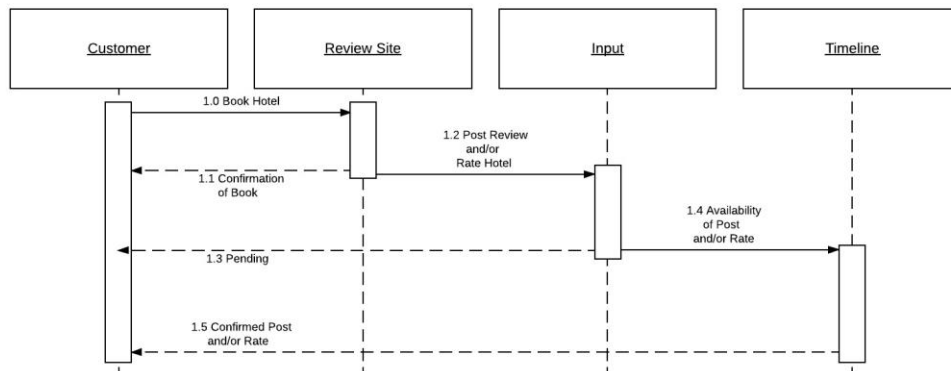 Customer
Review Site
Input
Timeline
1.0 Book Hotel
1.2 Post Review
and/or
Rate Hotel
1.1 Confirmation
of Book
1.4 Availability
of Post
and/or Rate
1.3 Pending
1.5 Confirmed Post
and/or Rate